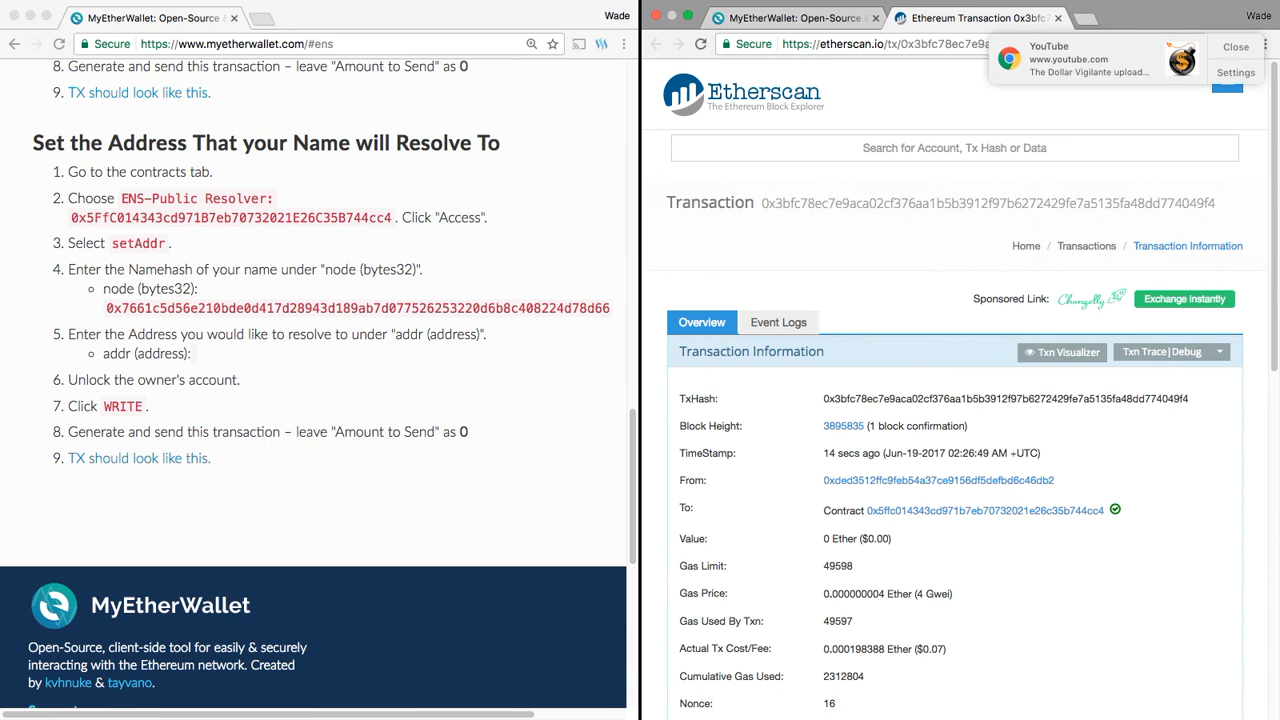 MyEtherWallet: Open-Source &
Wade
Secure
https://www.myetherwallet.com/#ens
8. Generate and send this transaction – leave "Amount to Send" as 0
9. TX should look like this.
Set the Address That your Name will Resolve To
1. Go to the contracts tab.
2. Choose ENS-Public Resolver:
0x5FfC014343cd971B7eb70732021E26C35B744cc4. Click "Access".
3. Select setAddr.
4. Enter the Namehash of your name under "node (bytes32)".
node (bytes32):
0x7661c5d56e210bde0d417d28943d189ab7d077526253220d6b8c408224d78d66
5. Enter the Address you would like to resolve to under "addr (address)".
addr (address):
6. Unlock the owner's account.
7. Click WRITE.
8. Generate and send this transaction – leave "Amount to Send" as 0
9. TX should look like this.
MyEtherWallet
Open-Source, client-side tool for easily & securely
interacting with the Ethereum network. Created
by kvhnuke & tayvano.
MyEtherWallet: Open-Source &
Ethereum Transaction 0x3bfc
Wade
Secure
https://etherscan.io/tx/0x3bfc78ec7e9a
YouTube
www.youtube.com
The Dollar Vigilante upload...
Close
Settings
Etherscan
The Ethereum Block Explorer
Search for Account, Tx Hash or Data
Transaction 0x3bfc78ec7e9aca02cf376aa1b5b3912f97b6272429fe7a5135fa48dd774049f4
Home / Transactions / Transaction Information
Sponsored Link: Changelly Exchange Instantly
Overview
Event Logs
Transaction Information
Txn Visualizer
Txn Trace|Debug
TxHash: 0x3bfc78ec7e9aca02cf376aa1b5b3912f97b6272429fe7a5135fa48dd774049f4
Block Height: 3895835 (1 block confirmation)
TimeStamp: 14 secs ago (Jun-19-2017 02:26:49 AM +UTC)
From: 0xded3512ffc9feb54a37ce9156df5defbd6c46db2
To: Contract 0x5ffc014343cd971b7eb70732021e26c35b744cc4
Value: 0 Ether ($0.00)
Gas Limit: 49598
Gas Price: 0.000000004 Ether (4 Gwei)
Gas Used By Txn: 49597
Actual Tx Cost/Fee: 0.000198388 Ether ($0.07)
Cumulative Gas Used: 2312804
Nonce: 16